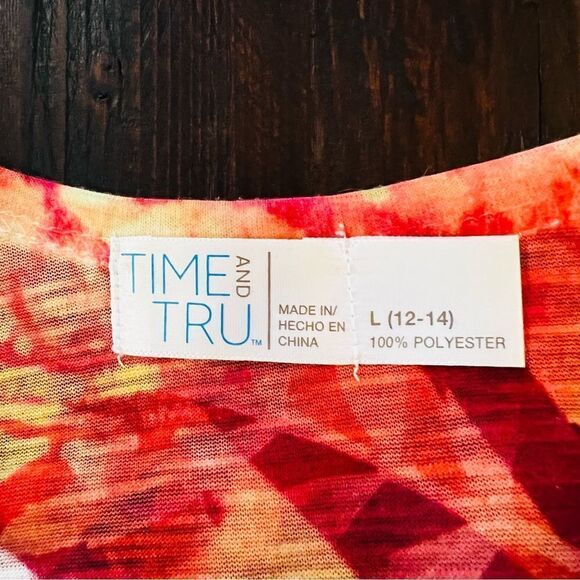 TIME AND
TRU™
MADE IN/
HECHO EN
CHINA
L (12-14)
100% POLYESTER